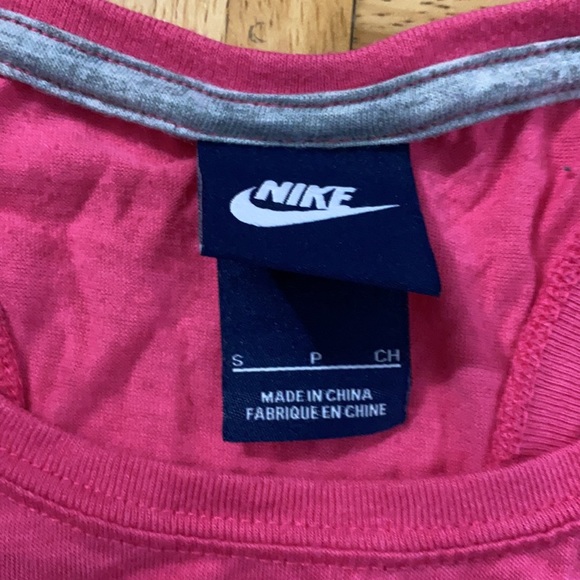 NIKE
S P CH
MADE IN CHINA
FABRIQUE EN CHINE